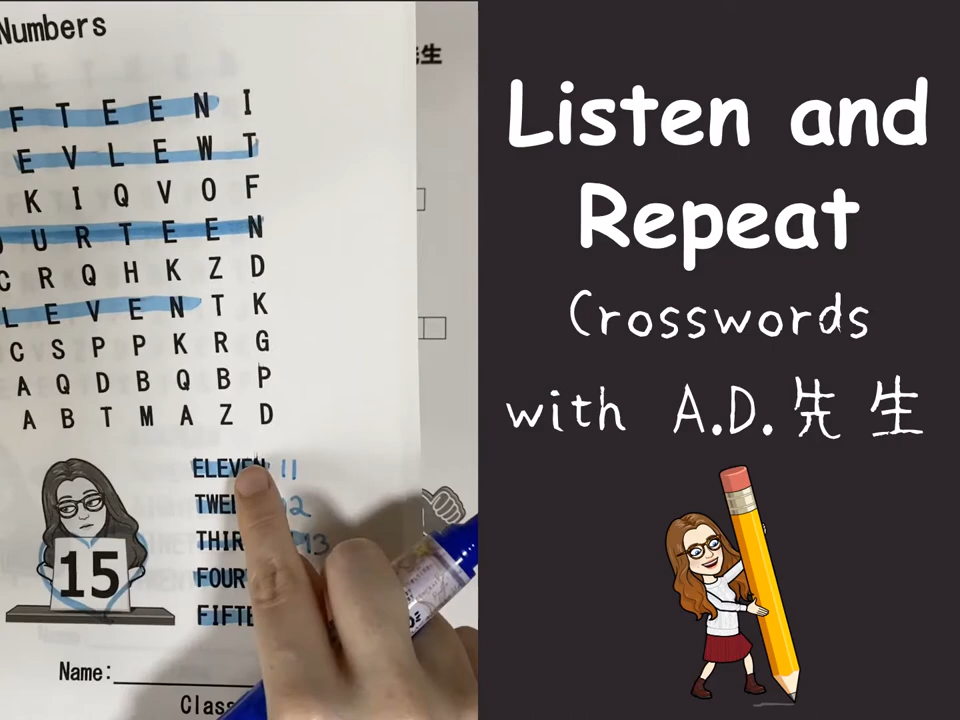 Numbers
F T E E N I
E V L E W T
K I Q V O F
U R T E E N
C R Q H K Z D
L E V E N T K
C S P P K R G
A Q D B Q B P
A B T M A Z D
ELEVEN 11
TWEL 12
THIR 13
FOUR
FIFTE
15
Name:
Class
先生
Listen and
Repeat
Crosswords
with A.D.先生